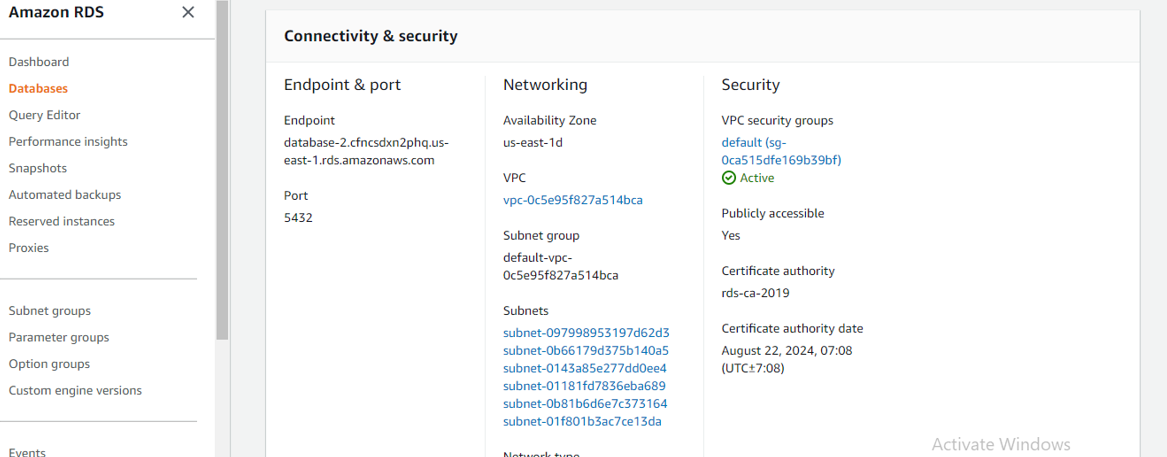 Amazon RDS
Dashboard
Databases
Query Editor
Performance insights
Snapshots
Automated backups
Reserved instances
Proxies
Subnet groups
Parameter groups
Option groups
Custom engine versions
Events
Connectivity & security
Endpoint & port
Endpoint
database-2.cfncsdxn2phq.us-
east-1.rds.amazonaws.com
Port
5432
Networking
Availability Zone
us-east-1d
VPC
vpc-0c5e95f827a514bca
Subnet group
default-vpc-
0c5e95f827a514bca
Subnets
subnet-097998953197d62d3
subnet-0b66179d375b140a5
subnet-0143a85e277dd0ee4
subnet-01181fd7836eba689
subnet-0b81b6d6e7c373164
subnet-01f801b3ac7ce13da
Network type
Security
VPC security groups
default (sg-
0ca515dfe169b39bf)
Active
Publicly accessible
Yes
Certificate authority
rds-ca-2019
Certificate authority date
August 22, 2024, 07:08
(UTC±7:08)
Activate Windows